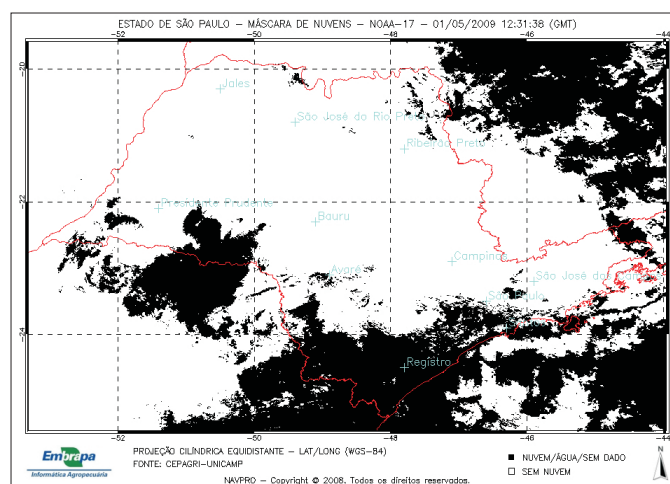 ESTADO DE SÃO PAULO – MÁSCARA DE NUVENS – NOAA-17 – 01/05/2009 12:31:38 (GMT)
-52 -50 -48 -46 -44
-20
Jales
São José do Rio Preto
Ribeirão Preto
-22
Presidente Prudente
Bauru
Campinas
Avaré
São José dos Campos
São Paulo
-24
Registro
-52 -50 -48 -46 -44
Embrapa
Informática Agropecuária
PROJEÇÃO CILÍNDRICA EQUIDISTANTE – LAT/LONG (WGS-84)
FONTE: CEPAGRI-UNICAMP
NUVEM/ÁGUA/SEM DADO
SEM NUVEM
N
NAVPRO – Copyright © 2008. Todos os direitos reservados.